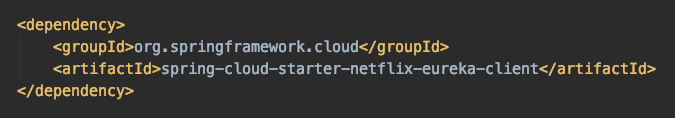 <dependency>
    <groupId>org.springframework.cloud</groupId>
    <artifactId>spring-cloud-starter-netflix-eureka-client</artifactId>
</dependency>